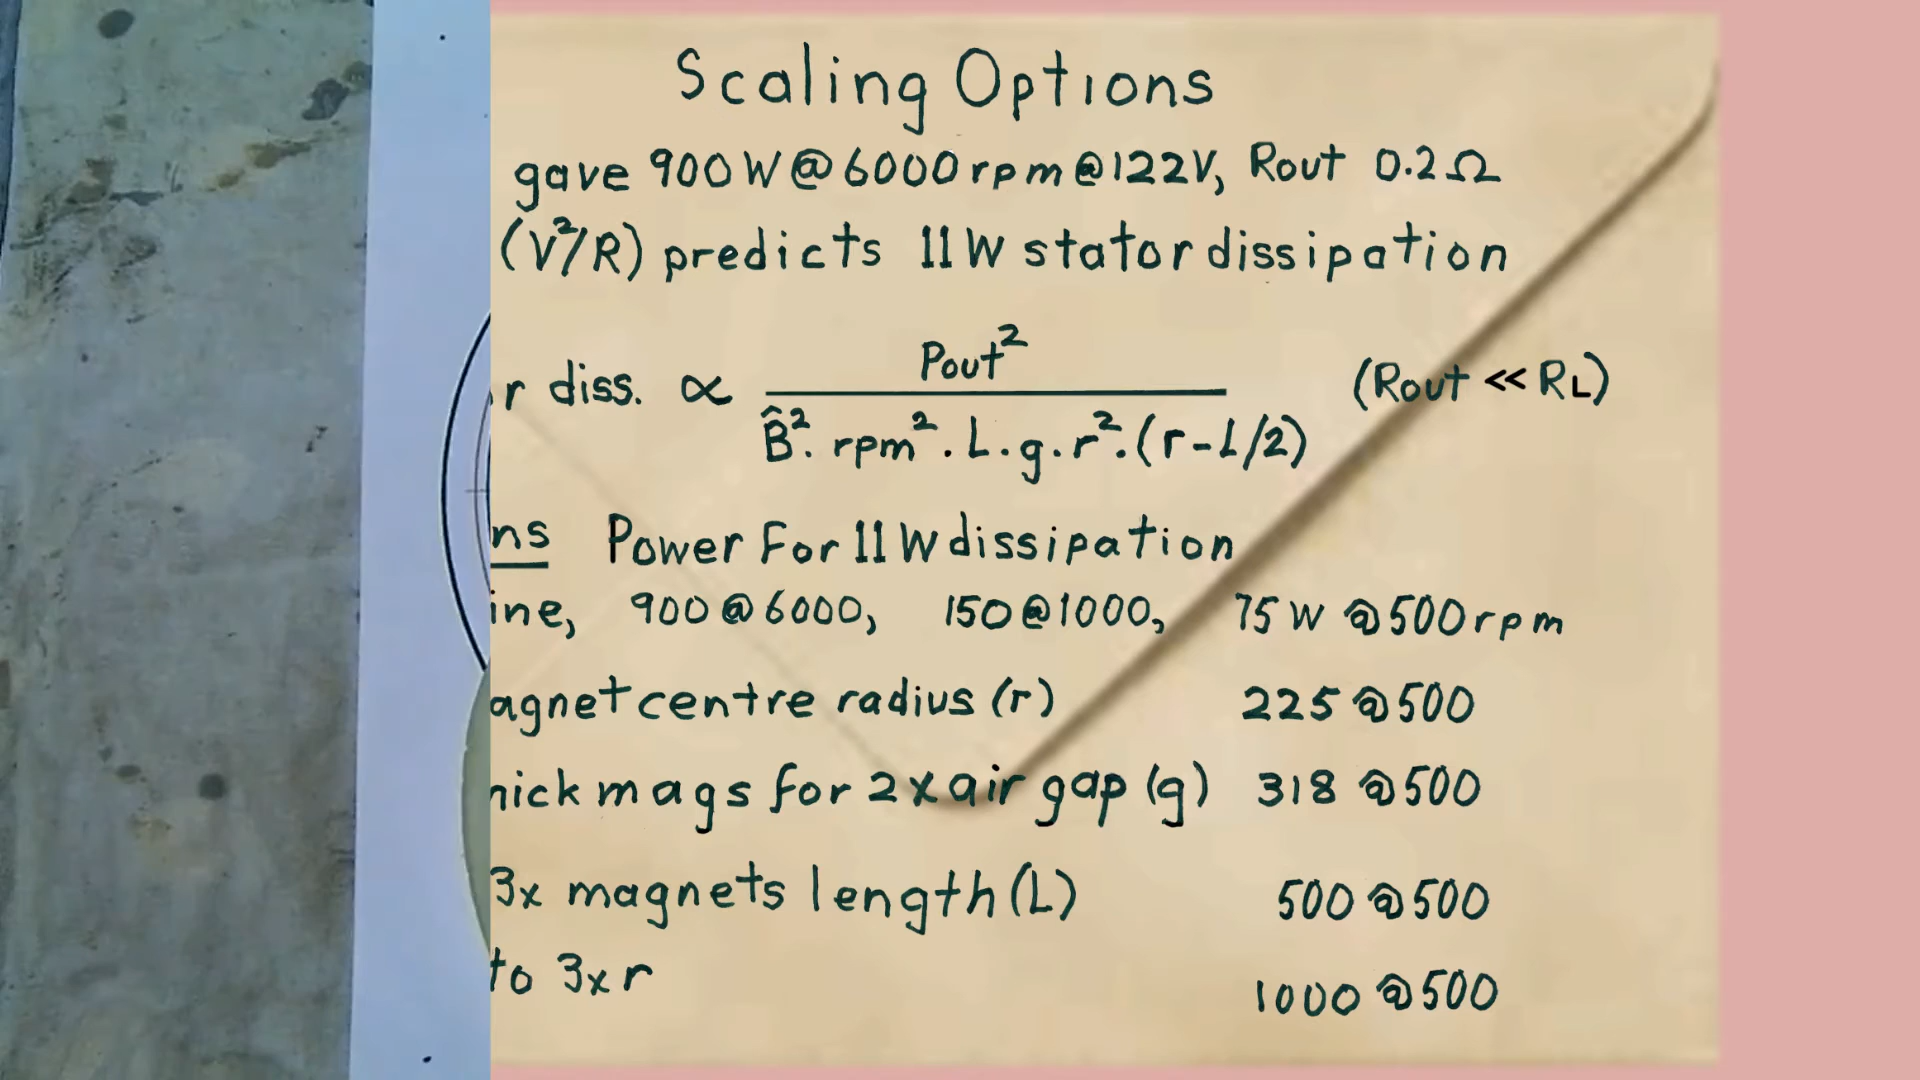 Scaling Options
gave 900W@6000rpm@122V, Rout 0.2Ω
(V²/R) predicts 11W stator dissipation
r diss. ∝ Pout² / B̂². rpm². L. g. r². (r-L/2) (Rout << RL)
ns Power For 11W dissipation
ine, 900@6000, 150@1000, 75W @500rpm
agnet centre radius (r) 225 @500
hick mags for 2x air gap (g) 318 @500
3x magnets length (L) 500 @500
to 3x r 1000 @500